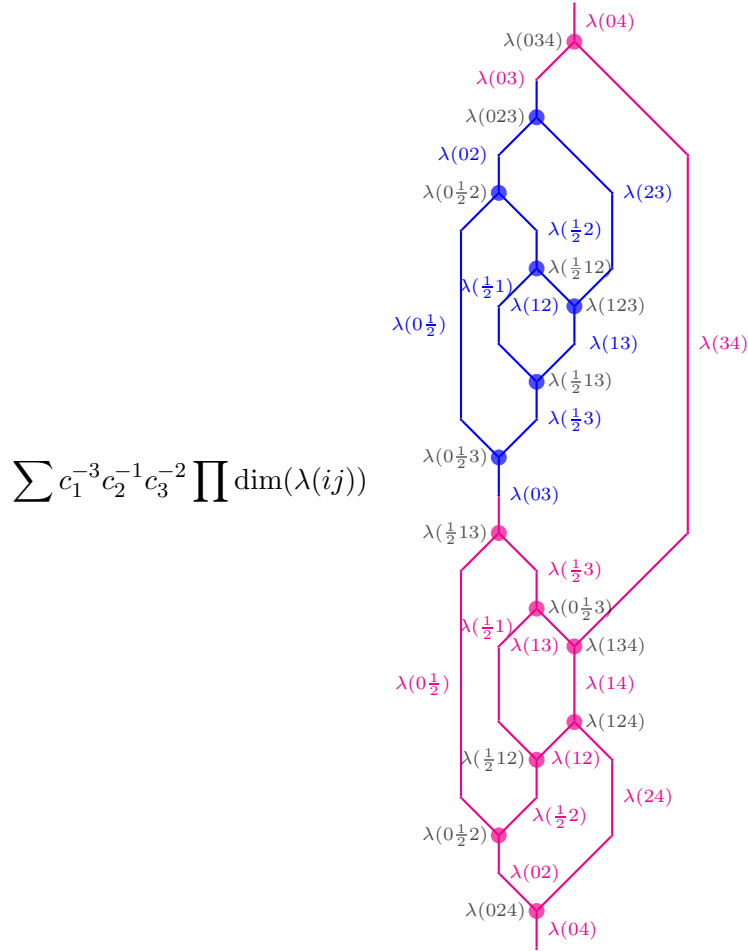 λ(04)
λ(034)
λ(03)
λ(023)
λ(02)
λ(0½2)
λ(23)
λ(½2)
λ(½12)
λ(½1)
λ(12)
λ(123)
λ(0½)
λ(13)
λ(34)
λ(½13)
λ(½3)
λ(0½3)
∑ c₁⁻³c₂⁻¹c₃⁻² ∏ dim(λ(ij))
λ(03)
λ(½13)
λ(½3)
λ(0½3)
λ(½1)
λ(13)
λ(134)
λ(0½)
λ(14)
λ(124)
λ(½12)
λ(12)
λ(24)
λ(½2)
λ(0½2)
λ(02)
λ(024)
λ(04)